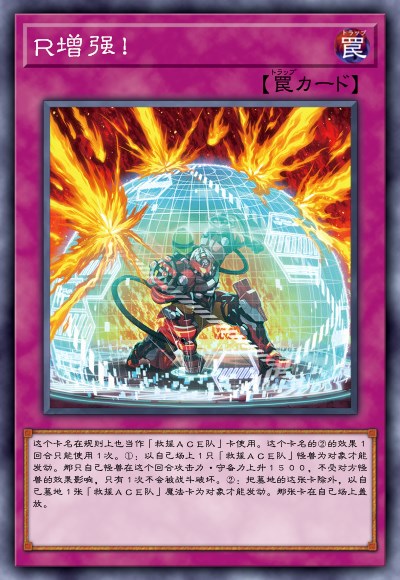 R增强!
トラップ
罠
トラップ
【罠カード】
这个卡名在规则上也当作「救援ACE队」卡使用。这个卡名的②的效果1
回合只能使用1次。①:以自己场上1只「救援ACE队」怪兽为对象才能
发动。那只自己怪兽在这个回合攻击力·守备力上升1500,不受对方怪
兽的效果影响,只有1次不会被战斗破坏。②:把墓地的这张卡除外,以自
己墓地1张「救援ACE队」魔法卡为对象才能发动。那张卡在自己场上盖
放。